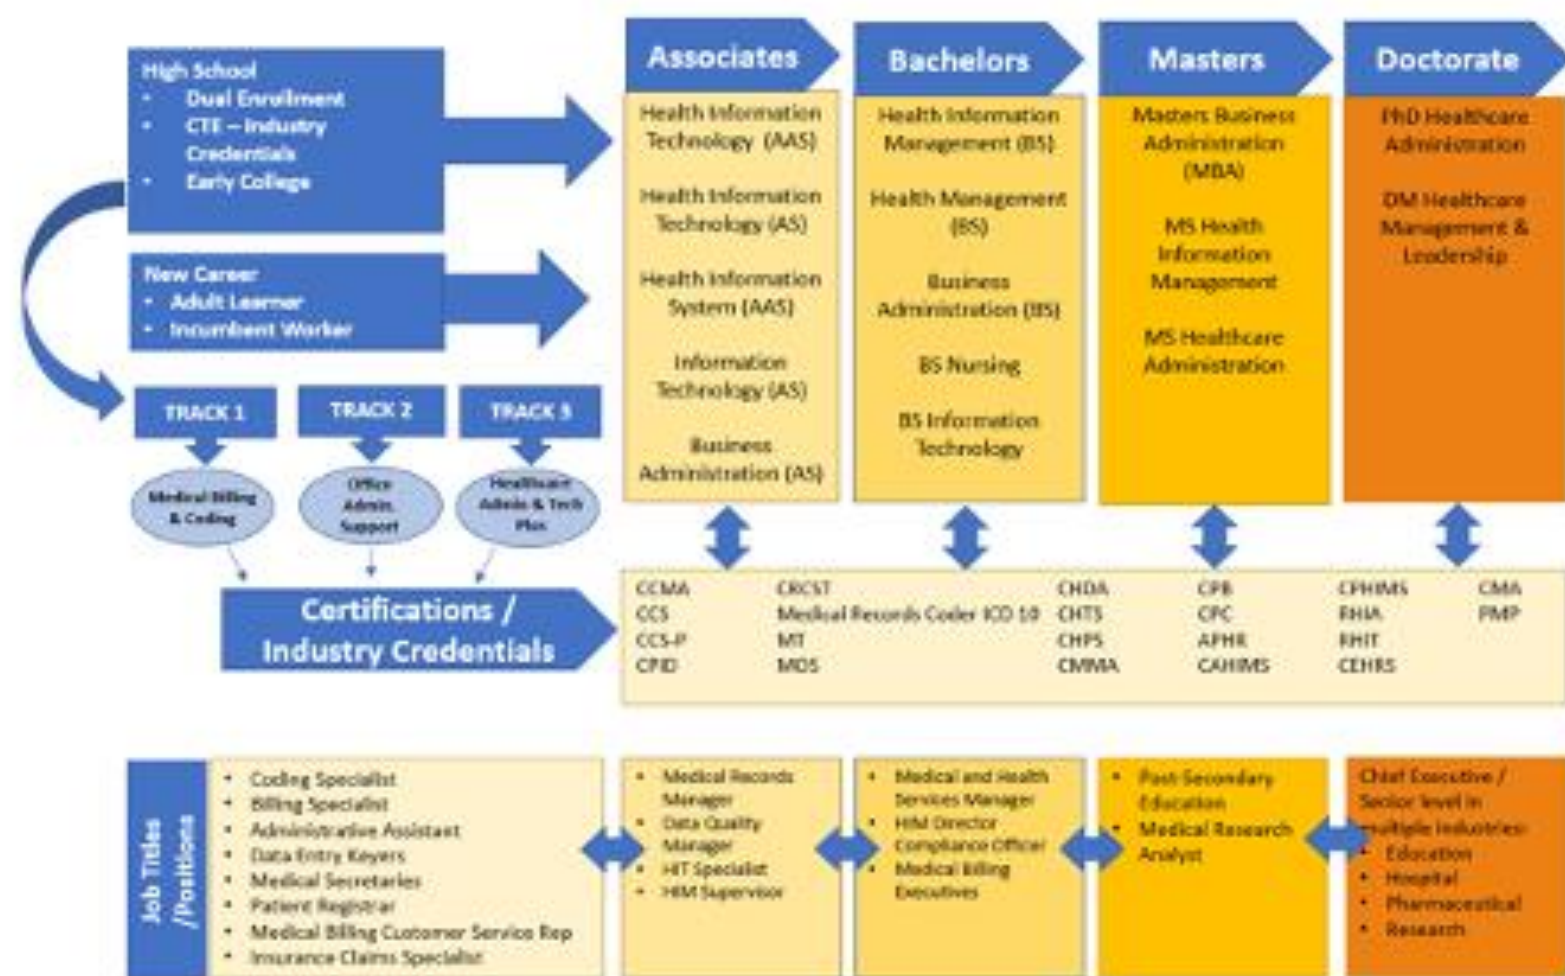 High School
• Dual Enrollment
• CTE – Industry
Credentials
• Early College
New Career
• Adult Learner
• Incumbent Worker
TRACK 1
TRACK 2
TRACK 3
Medical Billing
& Coding
Office
Admin.
Support
Healthcare
Admin & Tech
Plus
Certifications /
Industry Credentials
Associates
Health Information
Technology (AAS)
Health Information
Technology (AS)
Health Information
System (AAS)
Information
Technology (AS)
Business
Administration (AS)
Bachelors
Health Information
Management (BS)
Health Management
(BS)
Business
Administration (BS)
BS Nursing
BS Information
Technology
Masters
Masters Business
Administration
(MBA)
MS Health
Information
Management
MS Healthcare
Administration
Doctorate
PhD Healthcare
Administration
DM Healthcare
Management &
Leadership
CCMA CRCST CHDA CPB CPHIMS CMA
CCS Medical Records Coder ICD 10 CHTS CPC RHIA PMP
CCS-P MT CHPS APHR RHIT
CPID MOS CMMA CAHIMS CEHRS
Job Titles
/Positions
• Coding Specialist
• Billing Specialist
• Administrative Assistant
• Data Entry Keyers
• Medical Secretaries
• Patient Registrar
• Medical Billing Customer Service Rep
• Insurance Claims Specialist
• Medical Records
Manager
• Data Quality
Manager
• HIT Specialist
• HIM Supervisor
• Medical and Health
Services Manager
• HIM Director
Compliance Officer
• Medical Billing
Executives
• Post-Secondary
Education
• Medical Research
Analyst
Chief Executive /
Senior level in
multiple industries:
• Education
• Hospital
• Pharmaceutical
• Research